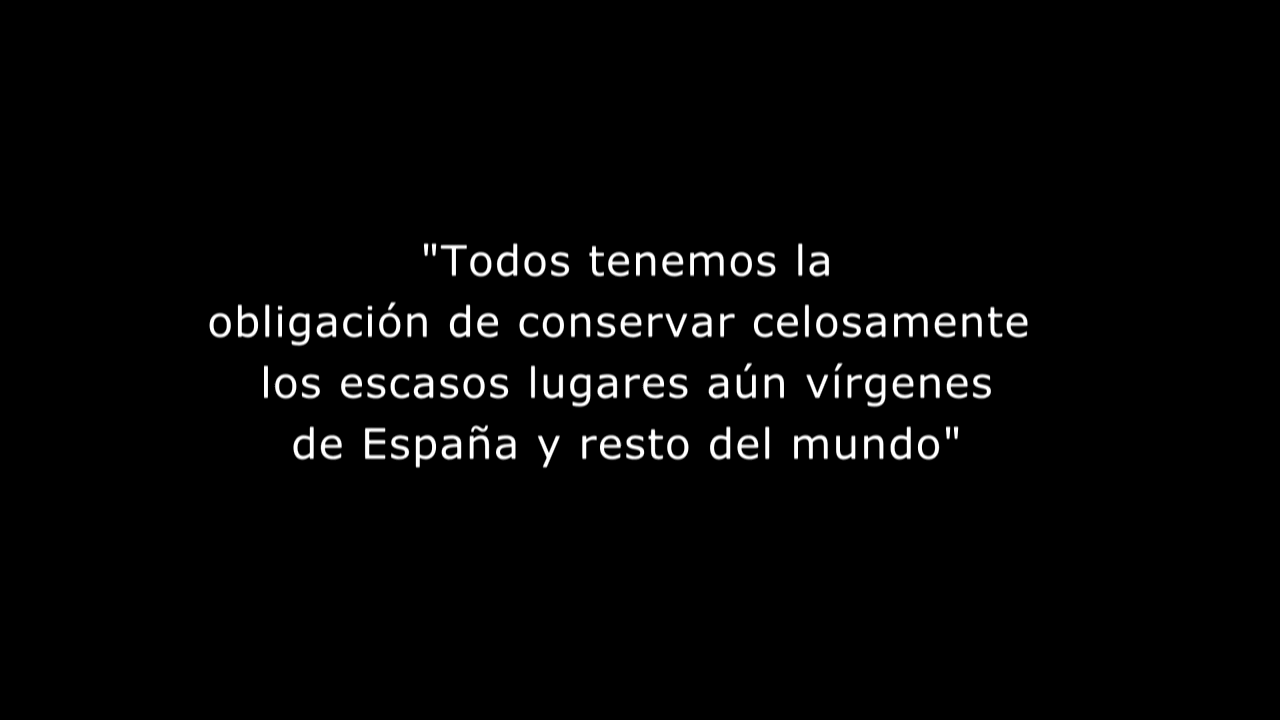 "Todos tenemos la
obligación de conservar celosamente
los escasos lugares aún vírgenes
de España y resto del mundo"